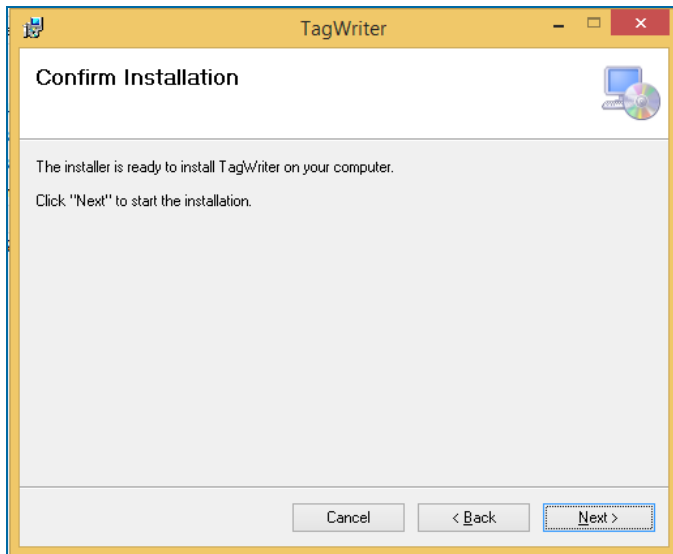 TagWriter
Confirm Installation
The installer is ready to install TagWriter on your computer.
Click "Next" to start the installation.
Cancel
< Back
Next >